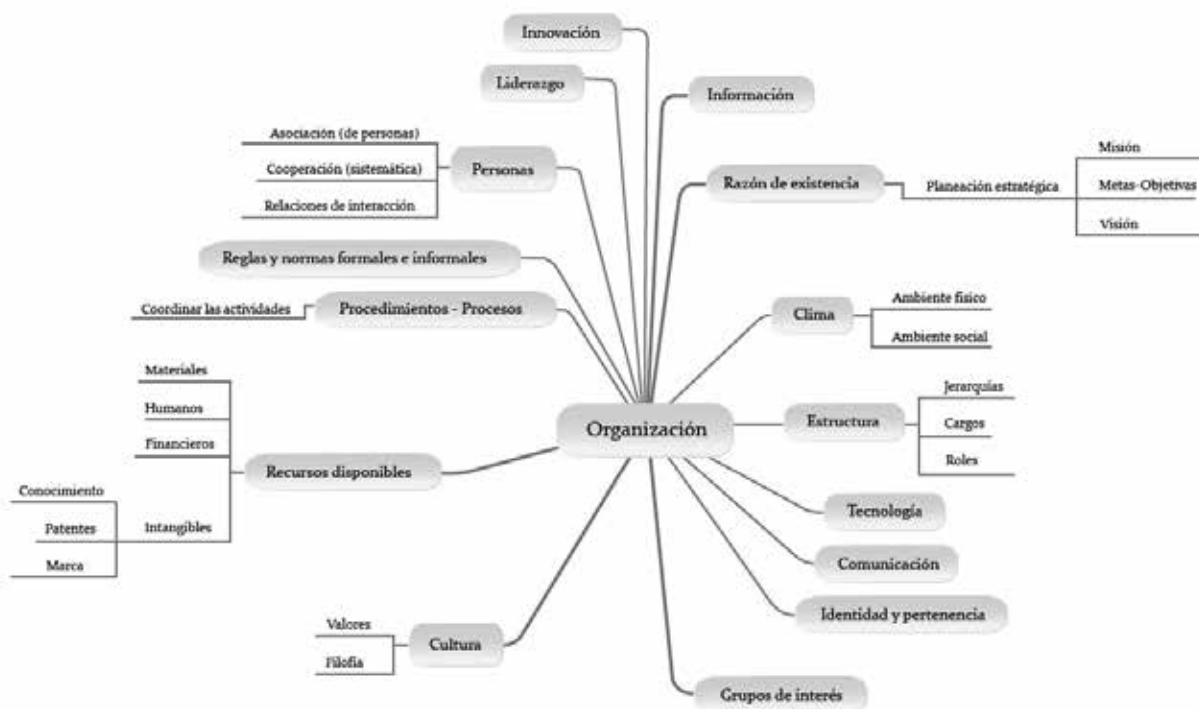 Innovación
Liderazgo
Información
Asociación (de personas)
Cooperación (sistemática)
Relaciones de interacción
Personas
Razón de existencia
Planeación estratégica
Misión
Metas-Objetivas
Visión
Reglas y normas formales e informales
Coordinar las actividades
Procedimientos - Procesos
Clima
Ambiente físico
Ambiente social
Materiales
Humanos
Financieros
Recursos disponibles
Conocimiento
Patentes
Marca
Intangibles
Organización
Estructura
Jerarquías
Cargos
Roles
Tecnología
Comunicación
Identidad y pertenencia
Valores
Filofía
Cultura
Grupos de interés